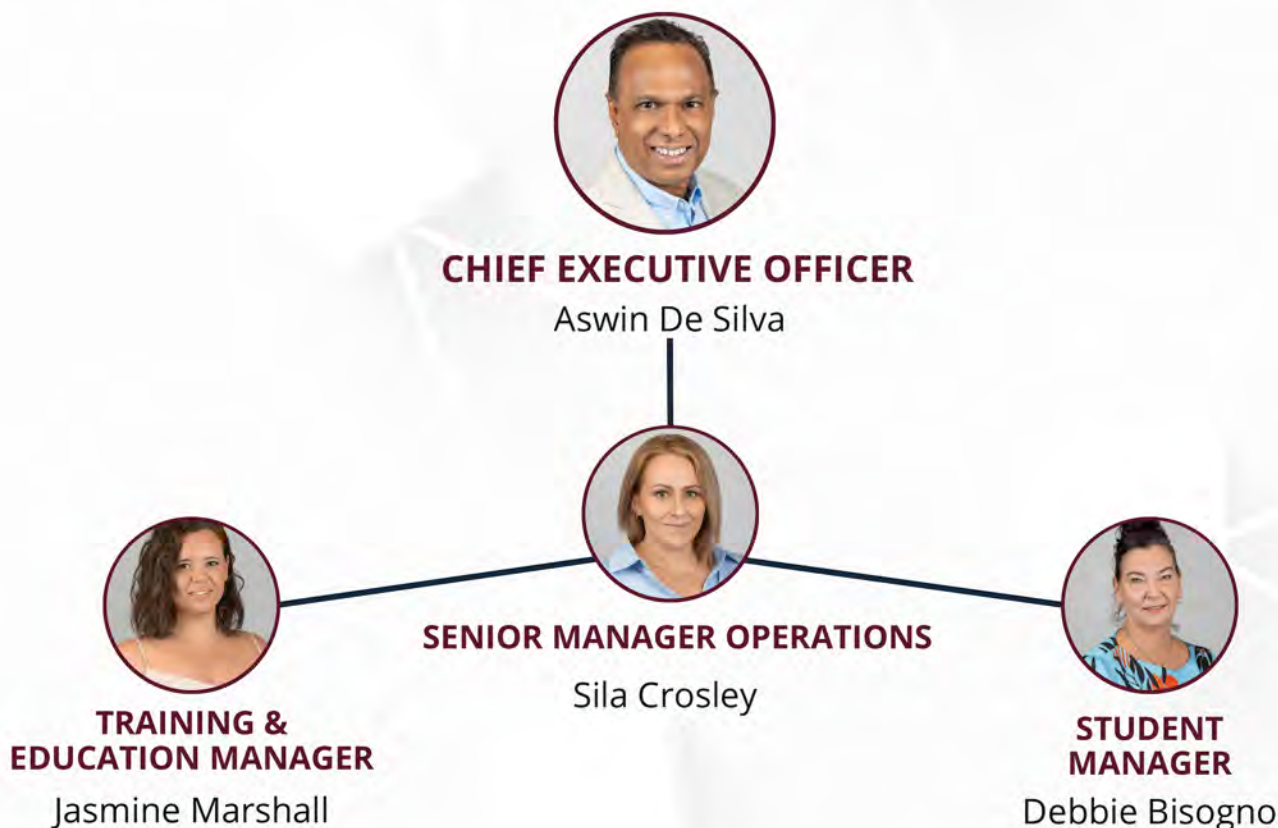 CHIEF EXECUTIVE OFFICER
Aswin De Silva
SENIOR MANAGER OPERATIONS
Sila Crosley
TRAINING &
EDUCATION MANAGER
Jasmine Marshall
STUDENT
MANAGER
Debbie Bisogno